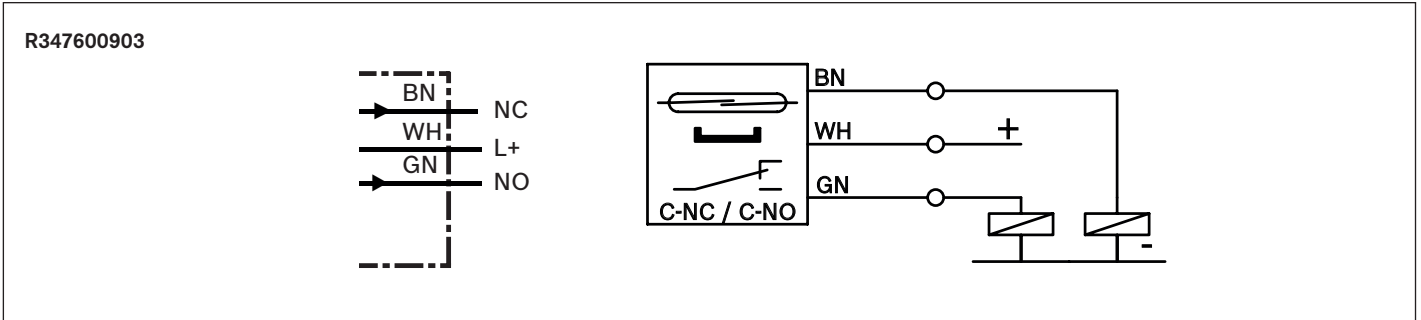 R347600903
BN NC
WH L+
GN NO
BN
WH +
GN
C-NC / C-NO
-